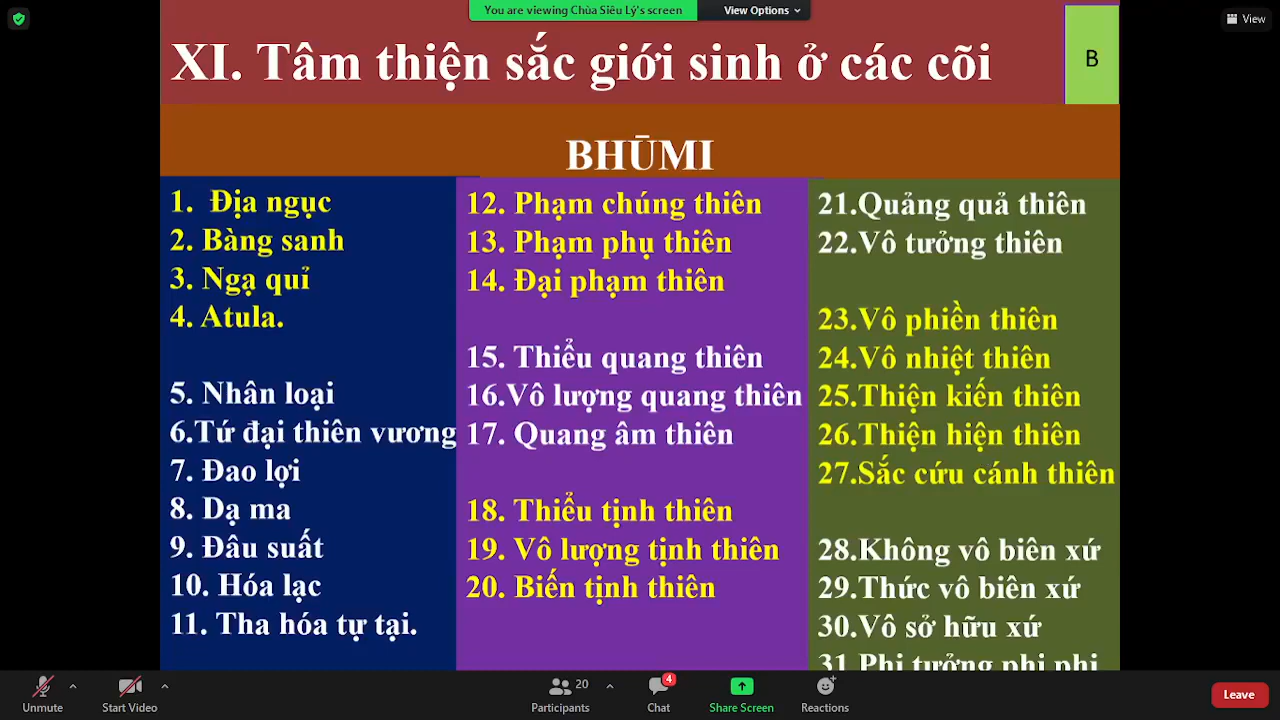 You are viewing Chùa Siêu Lý's screen
View Options
View
XI. Tâm thiện sắc giới sinh ở các cõi
B
BHŪMI
1. Địa ngục
2. Bàng sanh
3. Ngạ quỉ
4. Atula.
5. Nhân loại
6.Tứ đại thiên vương
7. Đao lợi
8. Dạ ma
9. Đâu suất
10. Hóa lạc
11. Tha hóa tự tại.
12. Phạm chúng thiên
13. Phạm phụ thiên
14. Đại phạm thiên
15. Thiểu quang thiên
16.Vô lượng quang thiên
17. Quang âm thiên
18. Thiểu tịnh thiên
19. Vô lượng tịnh thiên
20. Biến tịnh thiên
21.Quảng quả thiên
22.Vô tưởng thiên
23.Vô phiền thiên
24.Vô nhiệt thiên
25.Thiện kiến thiên
26.Thiện hiện thiên
27.Sắc cứu cánh thiên
28.Không vô biên xứ
29.Thức vô biên xứ
30.Vô sở hữu xứ
31.Phi tưởng phi phi
Unmute
Start Video
20
Participants
4
Chat
Share Screen
Reactions
Leave